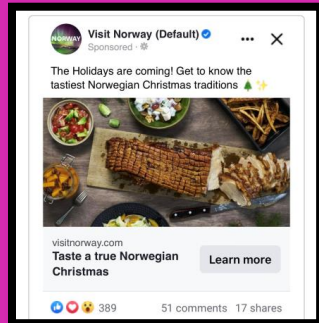 NORWAY
Visit Norway (Default)
Sponsored ·
The Holidays are coming! Get to know the
tastiest Norwegian Christmas traditions 🎄✨
visitnorway.com
Taste a true Norwegian
Christmas
Learn more
389
51 comments 17 shares